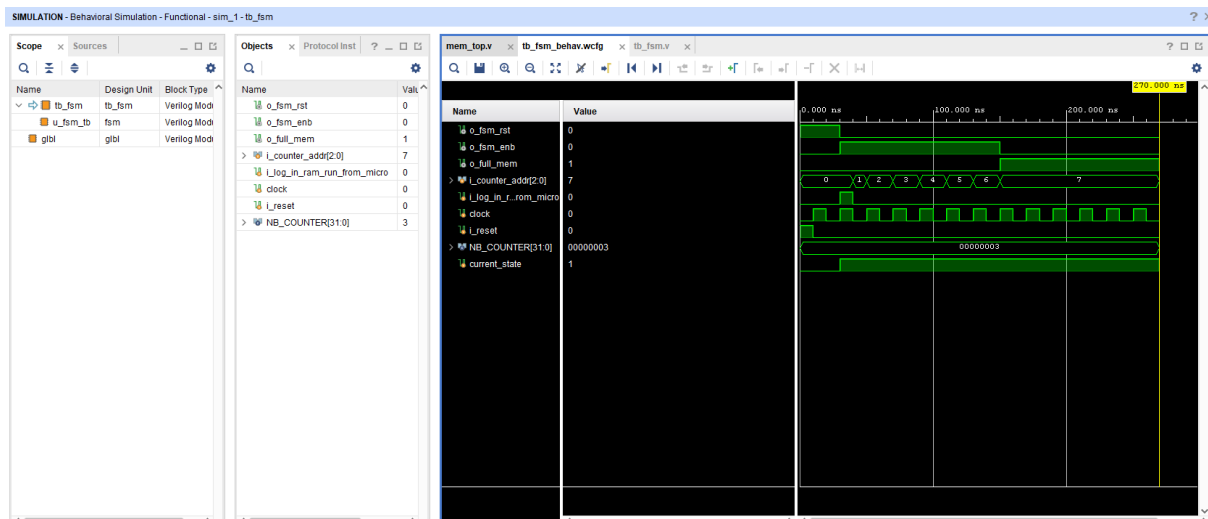 SIMULATION - Behavioral Simulation - Functional - sim_1 - tb_fsm
Scope Sources
Name Design Unit Block Type
tb_fsm tb_fsm Verilog Modu
u_fsm_tb fsm Verilog Modu
glbl glbl Verilog Modu
Objects Protocol Inst
Name Valu
o_fsm_rst 0
o_fsm_enb 0
o_full_mem 1
i_counter_addr[2:0] 7
i_log_in_ram_run_from_micro 0
clock 0
i_reset 0
NB_COUNTER[31:0] 3
mem_top.v tb_fsm_behav.wcfg tb_fsm.v
270.000 ns
Name Value
0.000 ns 100.000 ns 200.000 ns
o_fsm_rst 0
o_fsm_enb 0
o_full_mem 1
i_counter_addr[2:0] 7 0 1 2 3 4 5 6 7
i_log_in_r...rom_micro 0
clock 0
i_reset 0
NB_COUNTER[31:0] 00000003 00000003
current_state 1